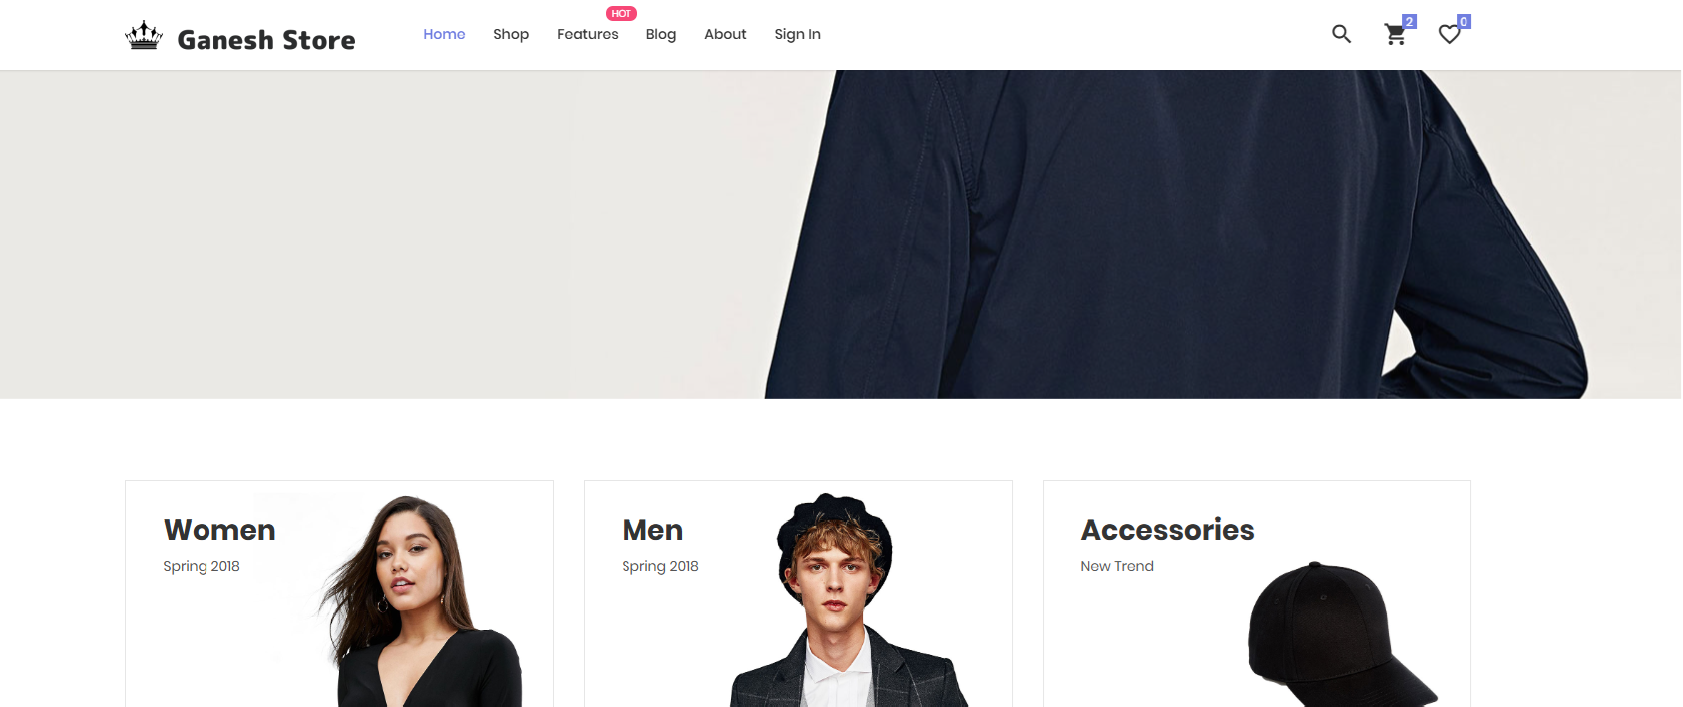 HOT
Ganesh Store Home Shop Features Blog About Sign In 2 0
Women
Spring 2018
Men
Spring 2018
Accessories
New Trend